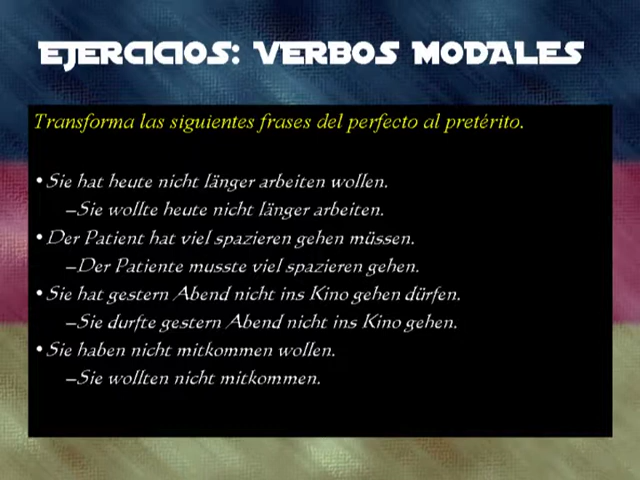 EJERCICIOS: VERBOS MODALES
Transforma las siguientes frases del perfecto al pretérito.
• Sie hat heute nicht länger arbeiten wollen.
–Sie wollte heute nicht länger arbeiten.
• Der Patient hat viel spazieren gehen müssen.
–Der Patiente musste viel spazieren gehen.
• Sie hat gestern Abend nicht ins Kino gehen dürfen.
–Sie durfte gestern Abend nicht ins Kino gehen.
• Sie haben nicht mitkommen wollen.
–Sie wollten nicht mitkommen.